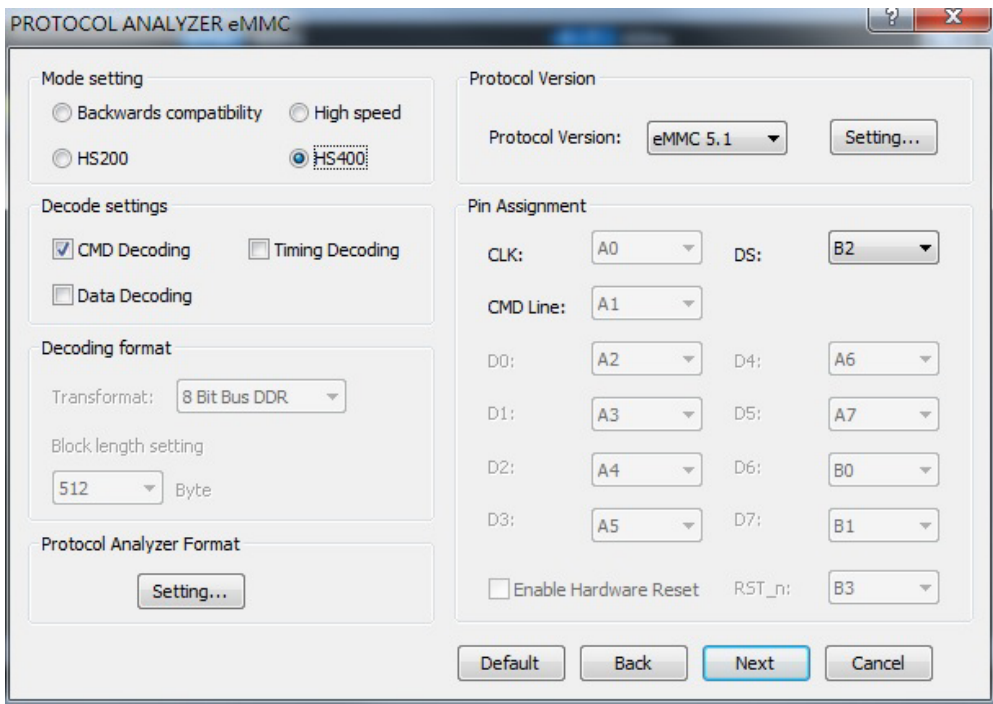 PROTOCOL ANALYZER eMMC
?
X
Mode setting
Backwards compatibility
High speed
HS200
HS400
Decode settings
CMD Decoding
Timing Decoding
Data Decoding
Decoding format
Transformat:
8 Bit Bus DDR
Block length setting
512
Byte
Protocol Analyzer Format
Setting...
Protocol Version
Protocol Version:
eMMC 5.1
Setting...
Pin Assignment
CLK:
A0
DS:
B2
CMD Line:
A1
D0:
A2
D4:
A6
D1:
A3
D5:
A7
D2:
A4
D6:
B0
D3:
A5
D7:
B1
Enable Hardware Reset
RST_n:
B3
Default
Back
Next
Cancel